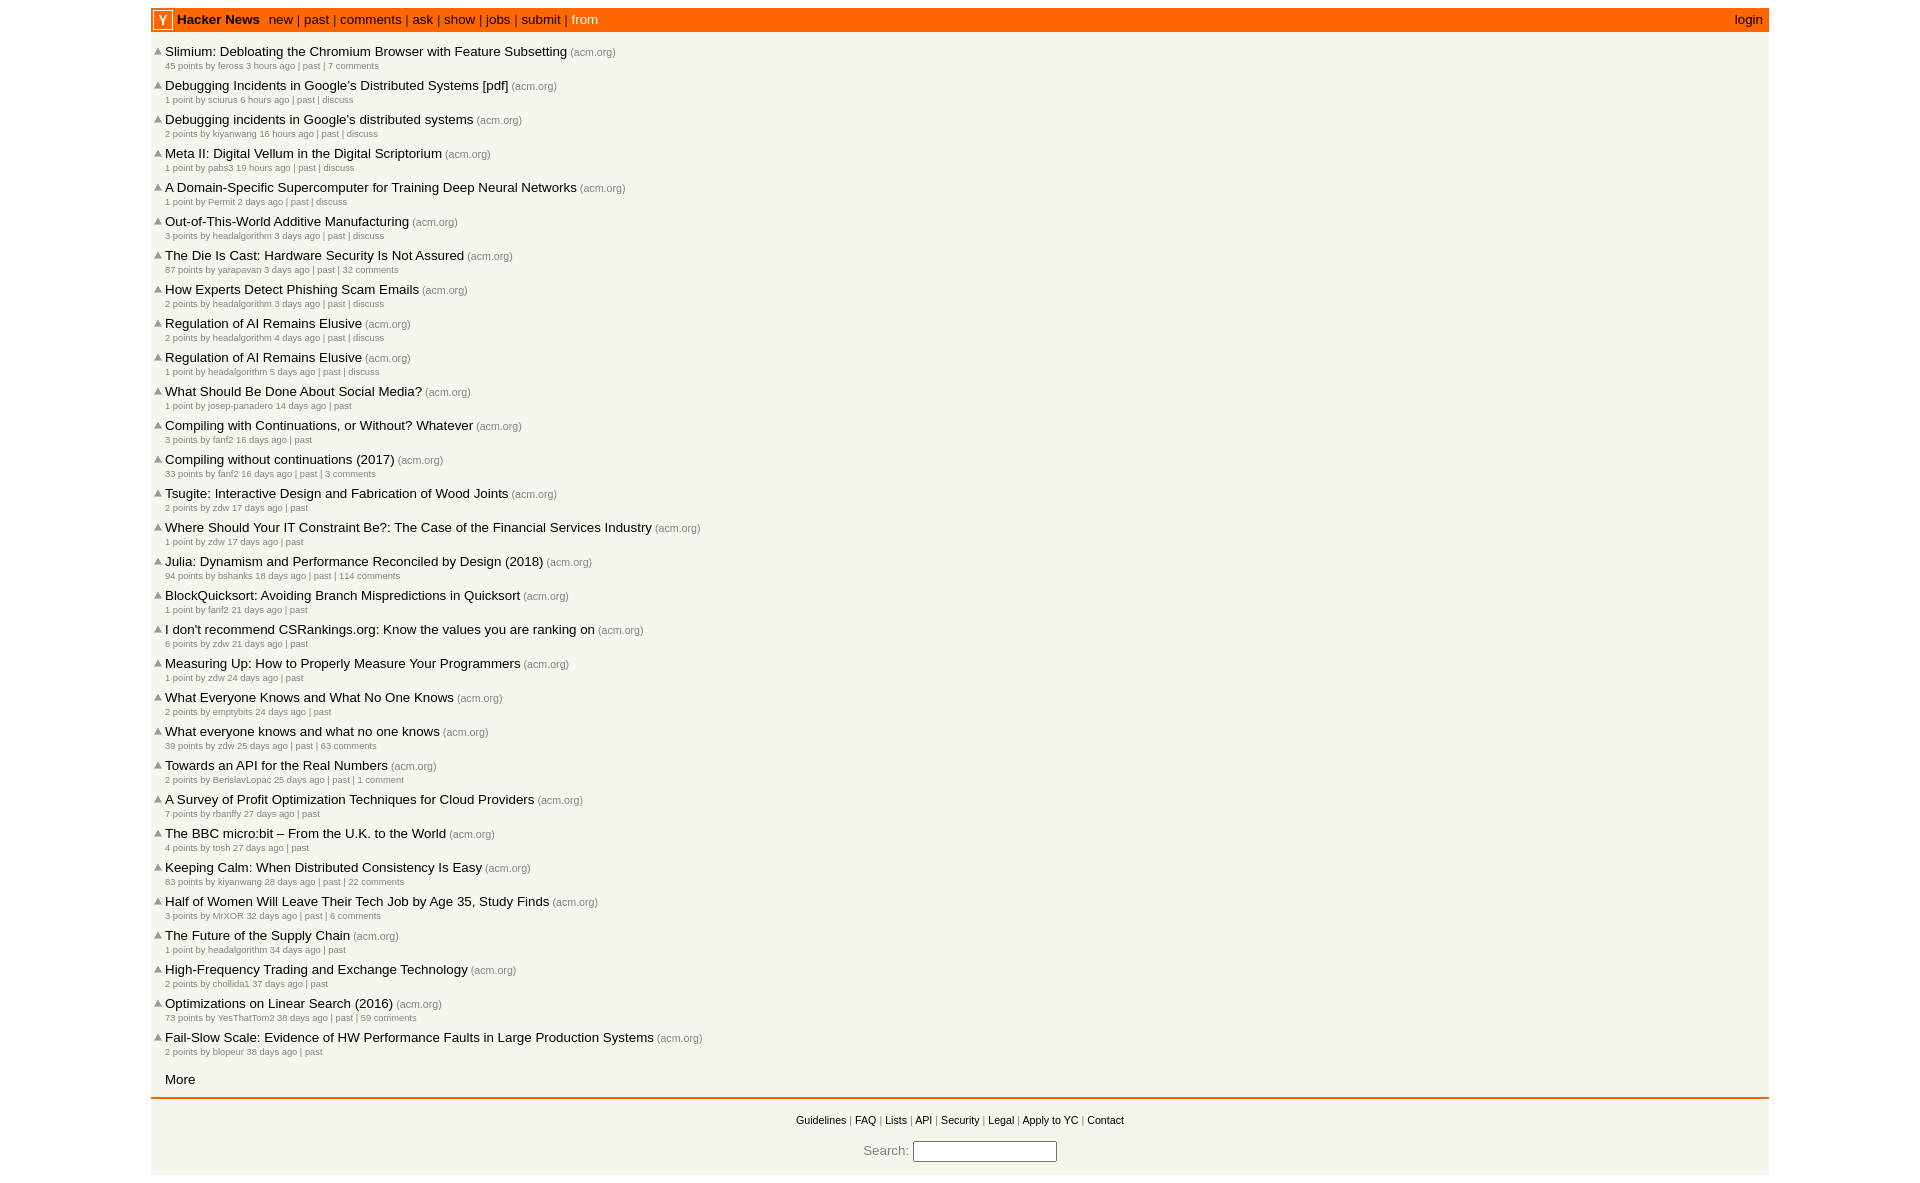 Y Hacker News new | past | comments | ask | show | jobs | submit | from login
Slimium: Debloating the Chromium Browser with Feature Subsetting (acm.org)
45 points by feross 3 hours ago | past | 7 comments
Debugging Incidents in Google's Distributed Systems [pdf] (acm.org)
1 point by sciurus 6 hours ago | past | discuss
Debugging incidents in Google's distributed systems (acm.org)
2 points by kiyanwang 16 hours ago | past | discuss
Meta II: Digital Vellum in the Digital Scriptorium (acm.org)
1 point by pabs3 19 hours ago | past | discuss
A Domain-Specific Supercomputer for Training Deep Neural Networks (acm.org)
1 point by Permit 2 days ago | past | discuss
Out-of-This-World Additive Manufacturing (acm.org)
3 points by headalgorithm 3 days ago | past | discuss
The Die Is Cast: Hardware Security Is Not Assured (acm.org)
87 points by yarapavan 3 days ago | past | 32 comments
How Experts Detect Phishing Scam Emails (acm.org)
2 points by headalgorithm 3 days ago | past | discuss
Regulation of AI Remains Elusive (acm.org)
2 points by headalgorithm 4 days ago | past | discuss
Regulation of AI Remains Elusive (acm.org)
1 point by headalgorithm 5 days ago | past | discuss
What Should Be Done About Social Media? (acm.org)
1 point by josep-panadero 14 days ago | past
Compiling with Continuations, or Without? Whatever (acm.org)
3 points by fanf2 16 days ago | past
Compiling without continuations (2017) (acm.org)
33 points by fanf2 16 days ago | past | 3 comments
Tsugite: Interactive Design and Fabrication of Wood Joints (acm.org)
2 points by zdw 17 days ago | past
Where Should Your IT Constraint Be?: The Case of the Financial Services Industry (acm.org)
1 point by zdw 17 days ago | past
Julia: Dynamism and Performance Reconciled by Design (2018) (acm.org)
94 points by bshanks 18 days ago | past | 114 comments
BlockQuicksort: Avoiding Branch Mispredictions in Quicksort (acm.org)
1 point by fanf2 21 days ago | past
I don't recommend CSRankings.org: Know the values you are ranking on (acm.org)
6 points by zdw 21 days ago | past
Measuring Up: How to Properly Measure Your Programmers (acm.org)
1 point by zdw 24 days ago | past
What Everyone Knows and What No One Knows (acm.org)
2 points by emptybits 24 days ago | past
What everyone knows and what no one knows (acm.org)
39 points by zdw 25 days ago | past | 63 comments
Towards an API for the Real Numbers (acm.org)
2 points by BerislavLopac 25 days ago | past | 1 comment
A Survey of Profit Optimization Techniques for Cloud Providers (acm.org)
7 points by rbanffy 27 days ago | past
The BBC micro:bit – From the U.K. to the World (acm.org)
4 points by tosh 27 days ago | past
Keeping Calm: When Distributed Consistency Is Easy (acm.org)
83 points by kiyanwang 28 days ago | past | 22 comments
Half of Women Will Leave Their Tech Job by Age 35, Study Finds (acm.org)
3 points by MrXOR 32 days ago | past | 6 comments
The Future of the Supply Chain (acm.org)
1 point by headalgorithm 34 days ago | past
High-Frequency Trading and Exchange Technology (acm.org)
2 points by chollida1 37 days ago | past
Optimizations on Linear Search (2016) (acm.org)
73 points by YesThatTom2 38 days ago | past | 59 comments
Fail-Slow Scale: Evidence of HW Performance Faults in Large Production Systems (acm.org)
2 points by blopeur 38 days ago | past
More
Guidelines | FAQ | Lists | API | Security | Legal | Apply to YC | Contact
Search: